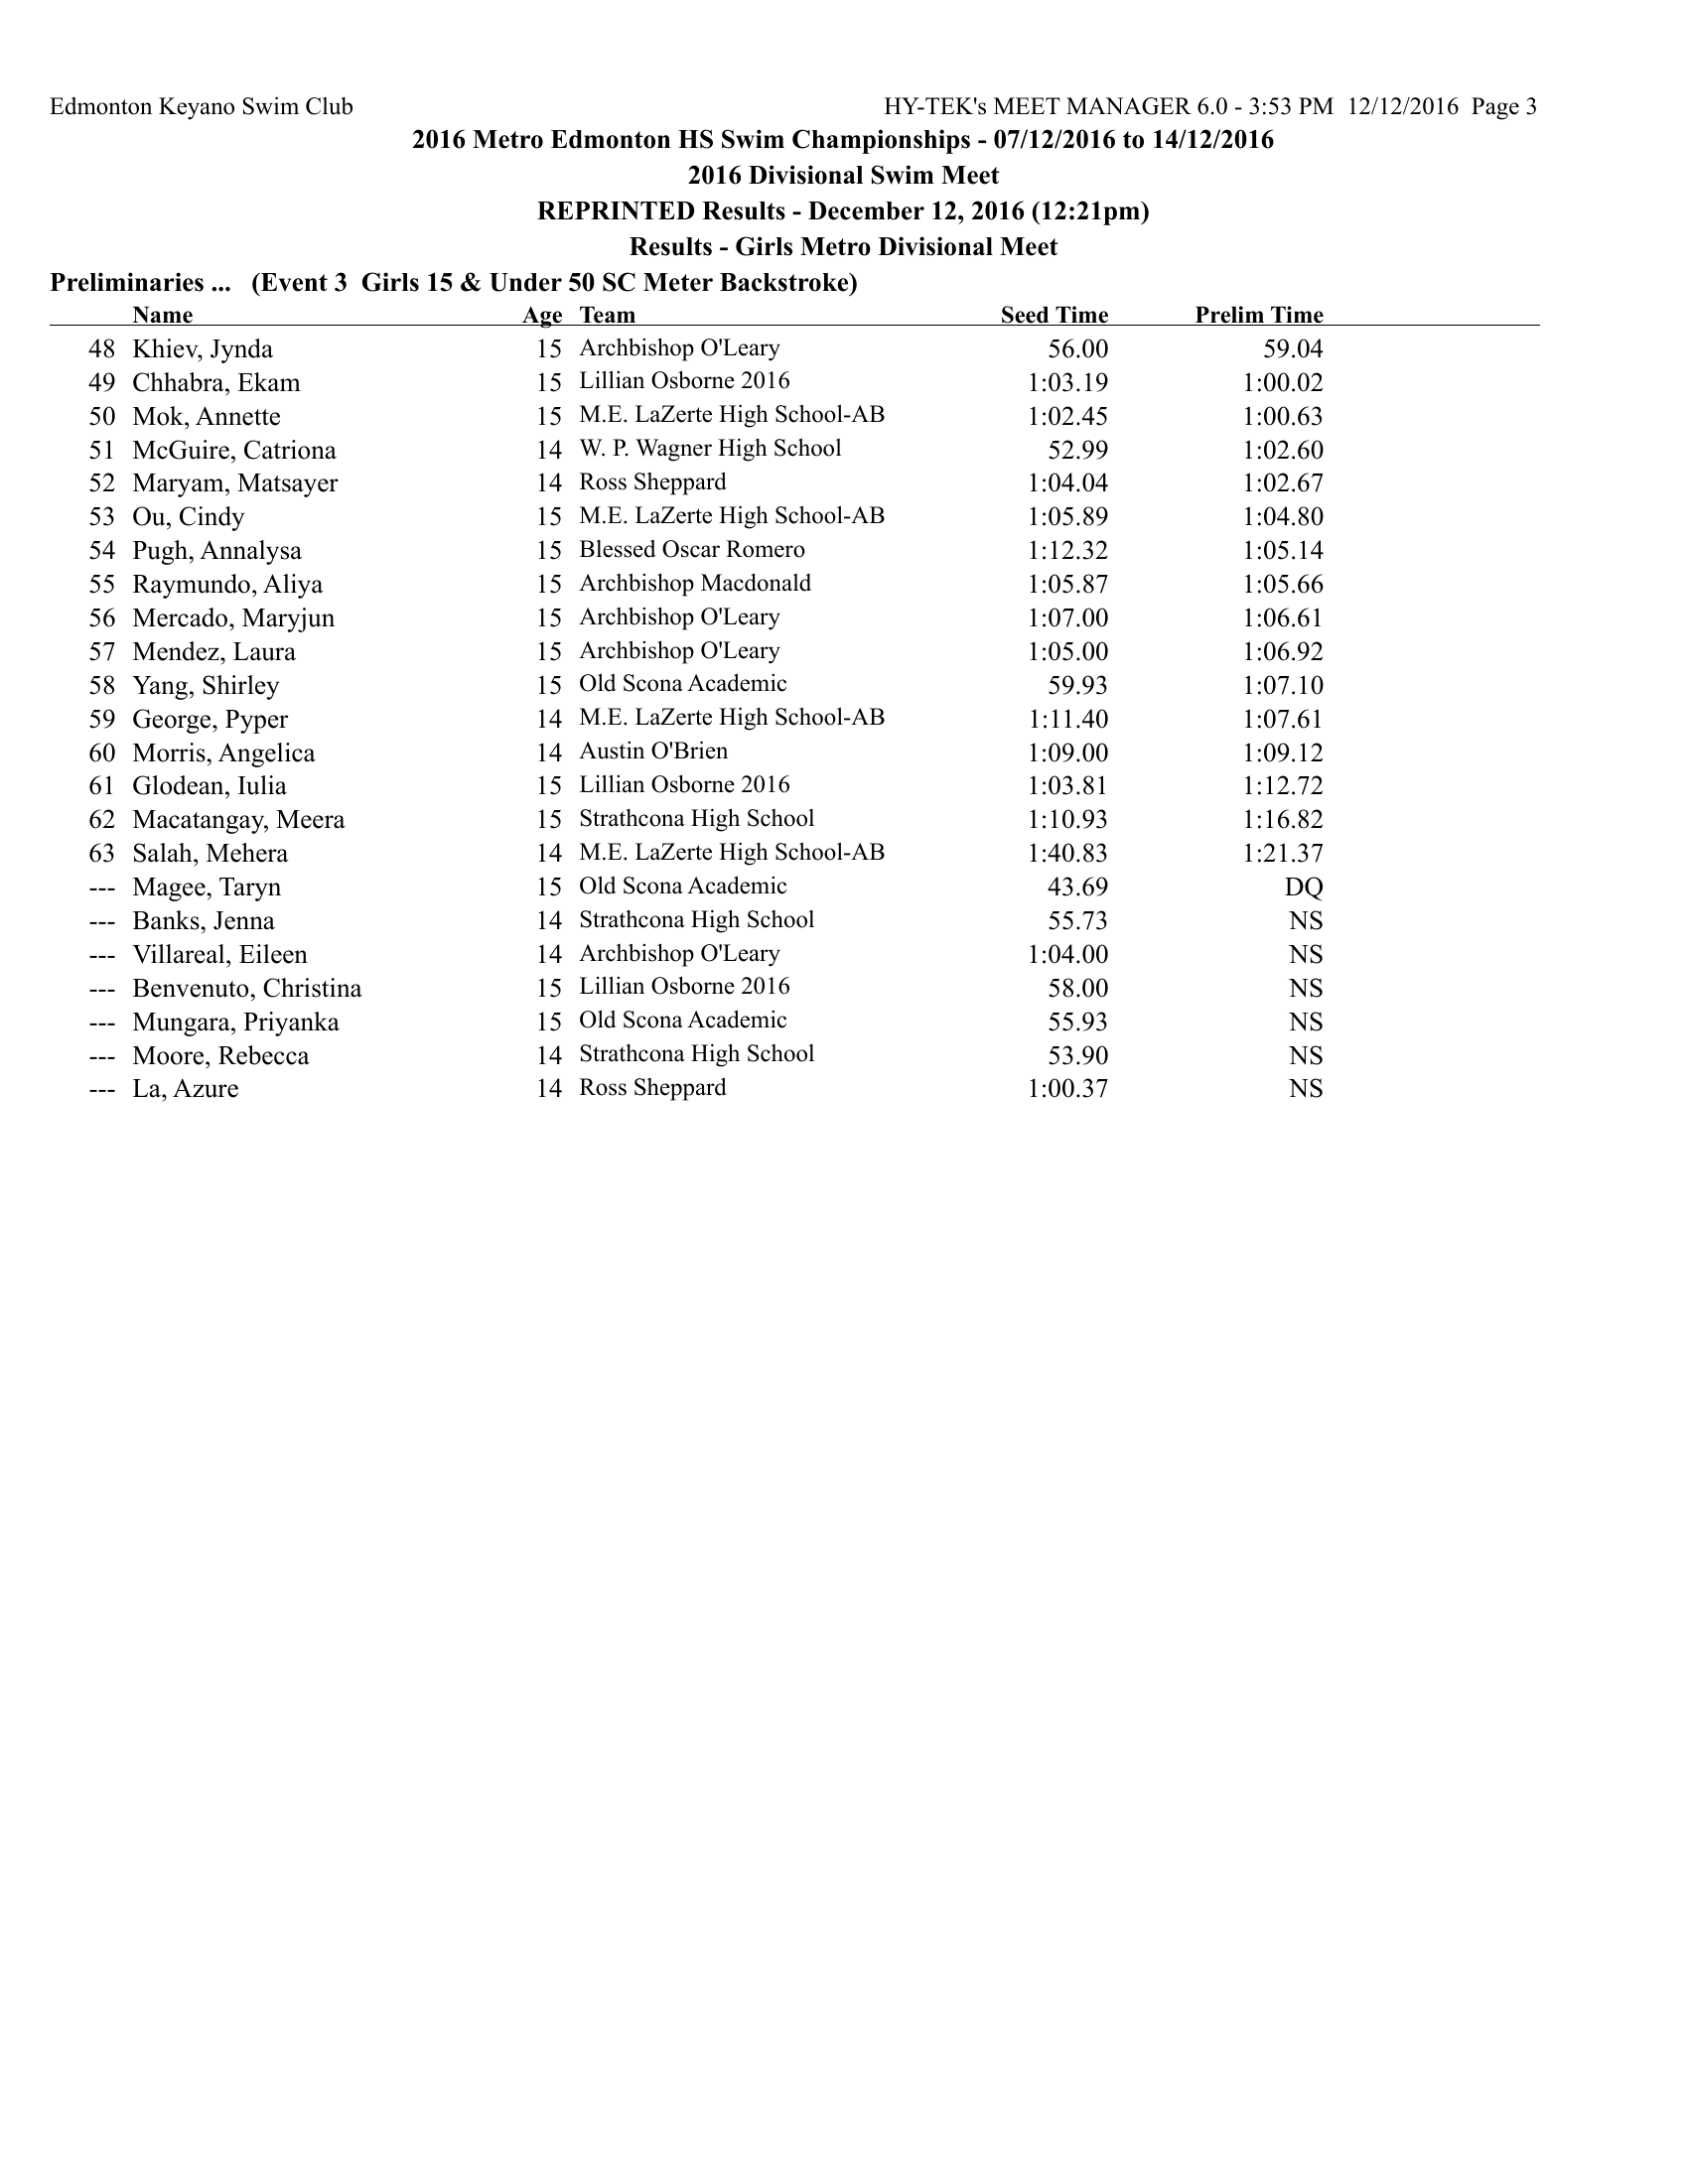 Edmonton Keyano Swim Club HY-TEK's MEET MANAGER 6.0 - 3:53 PM 12/12/2016 Page 3
2016 Metro Edmonton HS Swim Championships - 07/12/2016 to 14/12/2016
2016 Divisional Swim Meet
REPRINTED Results - December 12, 2016 (12:21pm)
Results - Girls Metro Divisional Meet
Preliminaries ... (Event 3 Girls 15 & Under 50 SC Meter Backstroke)
Name Age Team Seed Time Prelim Time
48 Khiev, Jynda 15 Archbishop O'Leary 56.00 59.04
49 Chhabra, Ekam 15 Lillian Osborne 2016 1:03.19 1:00.02
50 Mok, Annette 15 M.E. LaZerte High School-AB 1:02.45 1:00.63
51 McGuire, Catriona 14 W. P. Wagner High School 52.99 1:02.60
52 Maryam, Matsayer 14 Ross Sheppard 1:04.04 1:02.67
53 Ou, Cindy 15 M.E. LaZerte High School-AB 1:05.89 1:04.80
54 Pugh, Annalysa 15 Blessed Oscar Romero 1:12.32 1:05.14
55 Raymundo, Aliya 15 Archbishop Macdonald 1:05.87 1:05.66
56 Mercado, Maryjun 15 Archbishop O'Leary 1:07.00 1:06.61
57 Mendez, Laura 15 Archbishop O'Leary 1:05.00 1:06.92
58 Yang, Shirley 15 Old Scona Academic 59.93 1:07.10
59 George, Pyper 14 M.E. LaZerte High School-AB 1:11.40 1:07.61
60 Morris, Angelica 14 Austin O'Brien 1:09.00 1:09.12
61 Glodean, Iulia 15 Lillian Osborne 2016 1:03.81 1:12.72
62 Macatangay, Meera 15 Strathcona High School 1:10.93 1:16.82
63 Salah, Mehera 14 M.E. LaZerte High School-AB 1:40.83 1:21.37
--- Magee, Taryn 15 Old Scona Academic 43.69 DQ
--- Banks, Jenna 14 Strathcona High School 55.73 NS
--- Villareal, Eileen 14 Archbishop O'Leary 1:04.00 NS
--- Benvenuto, Christina 15 Lillian Osborne 2016 58.00 NS
--- Mungara, Priyanka 15 Old Scona Academic 55.93 NS
--- Moore, Rebecca 14 Strathcona High School 53.90 NS
--- La, Azure 14 Ross Sheppard 1:00.37 NS